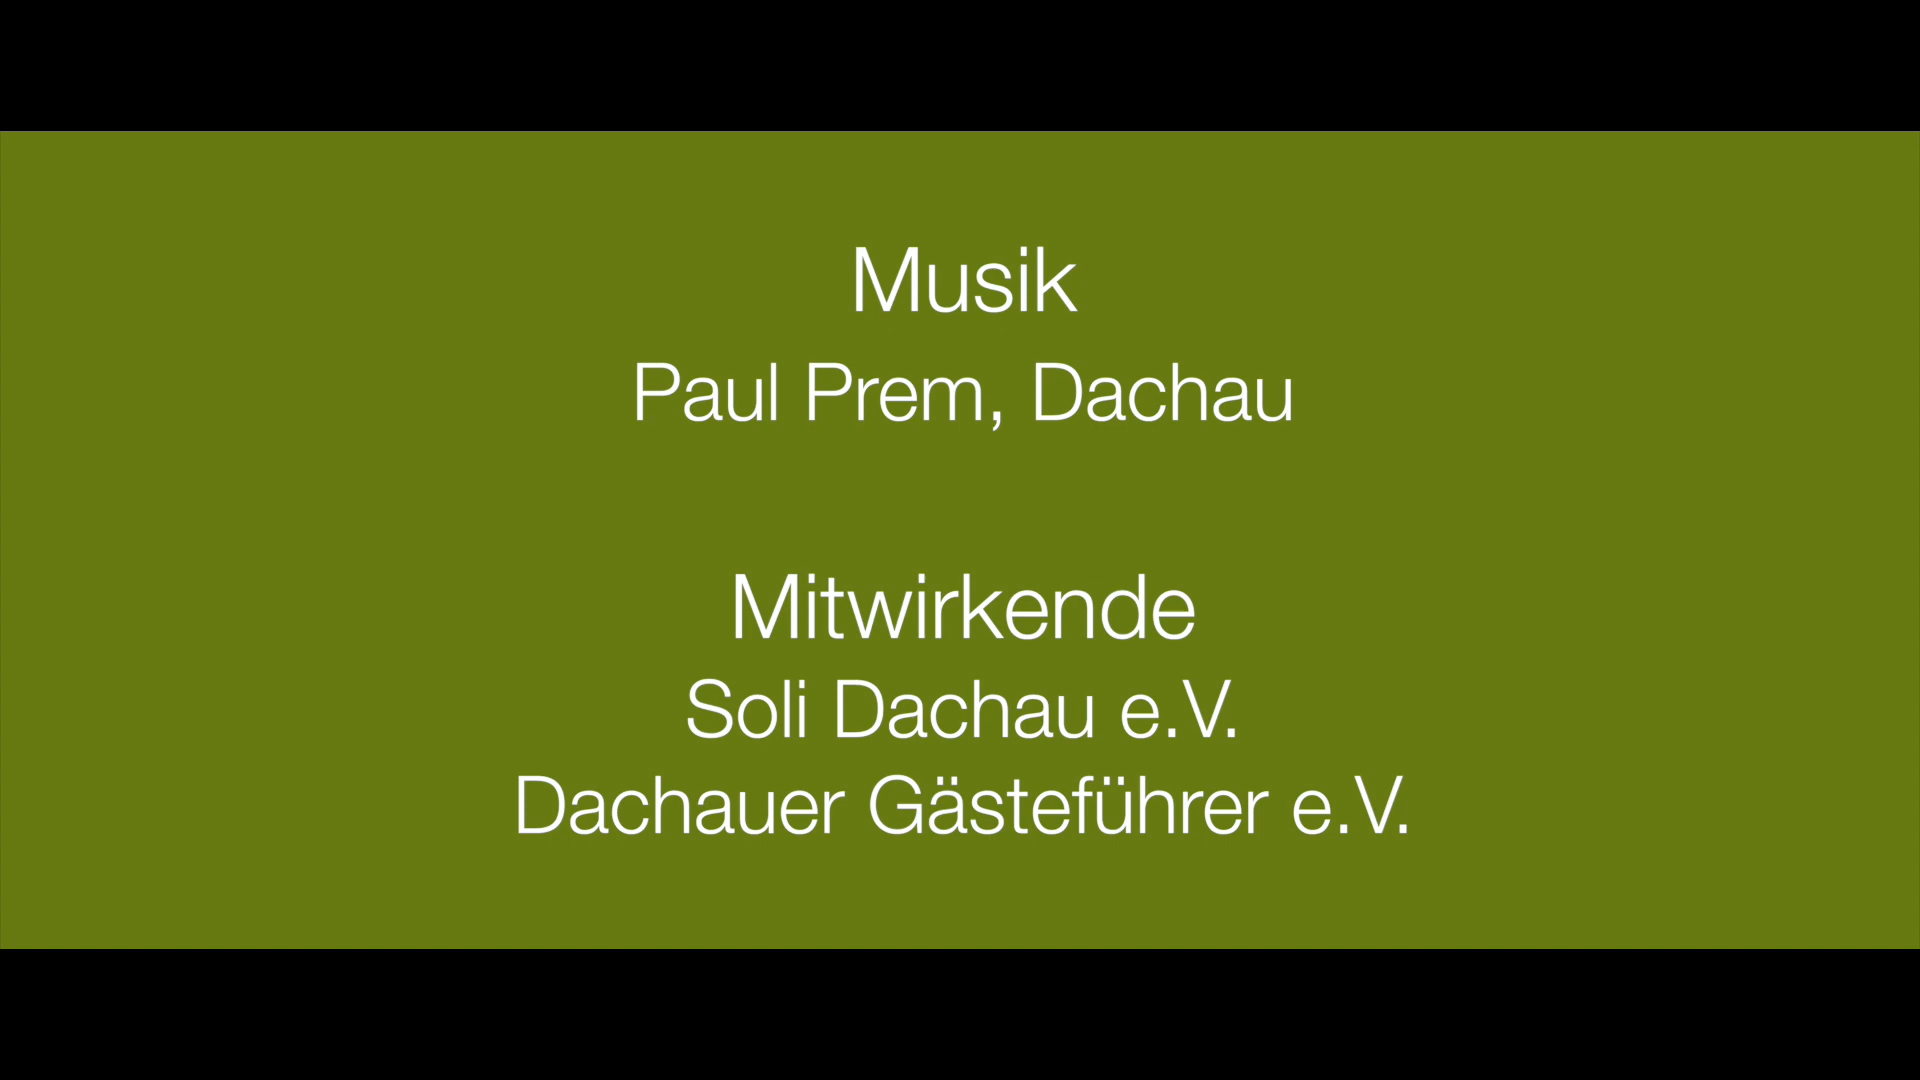 Musik
Paul Prem, Dachau
Mitwirkende
Soli Dachau e.V.
Dachauer Gästeführer e.V.